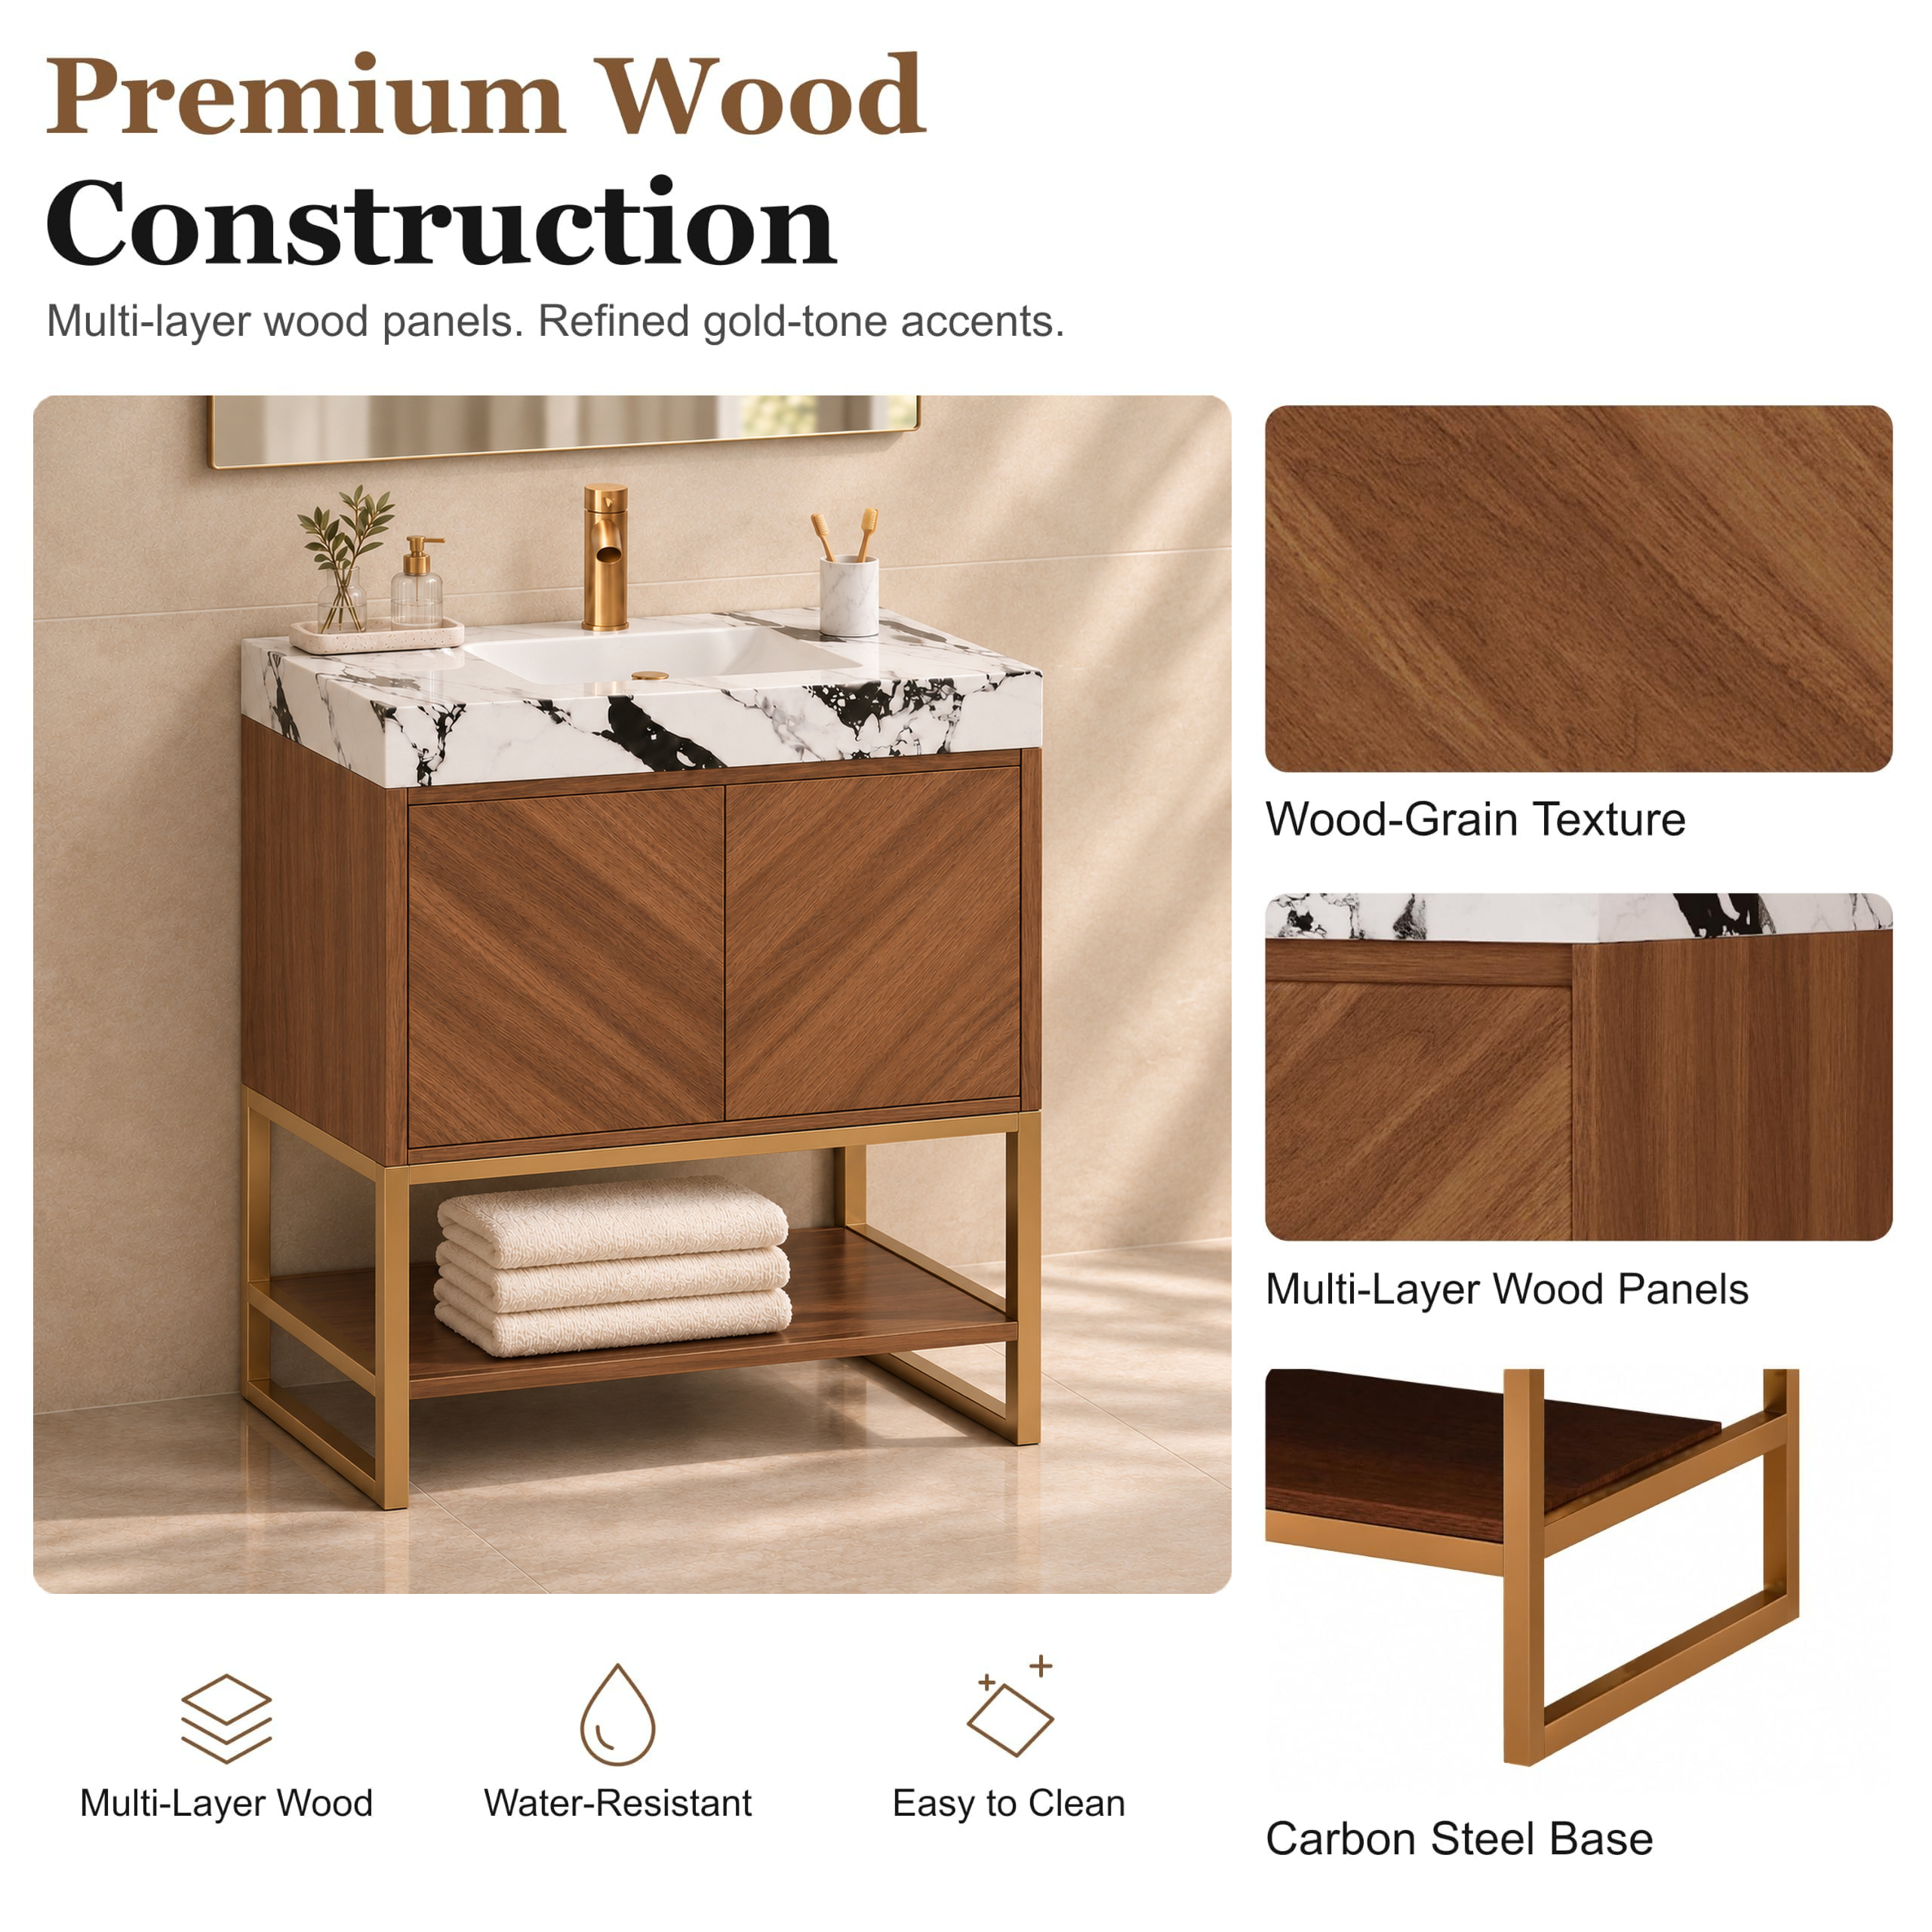 Premium Wood
Construction
Multi-layer wood panels. Refined gold-tone accents.
Wood-Grain Texture
Multi-Layer Wood Panels
Carbon Steel Base
Multi-Layer Wood
Water-Resistant
Easy to Clean